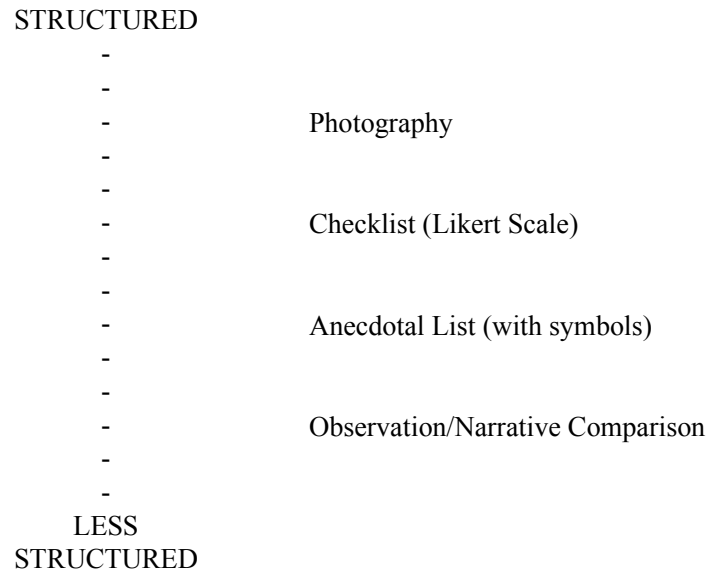 STRUCTURED
-
-
- Photography
-
-
- Checklist (Likert Scale)
-
-
- Anecdotal List (with symbols)
-
-
- Observation/Narrative Comparison
-
-
LESS
STRUCTURED